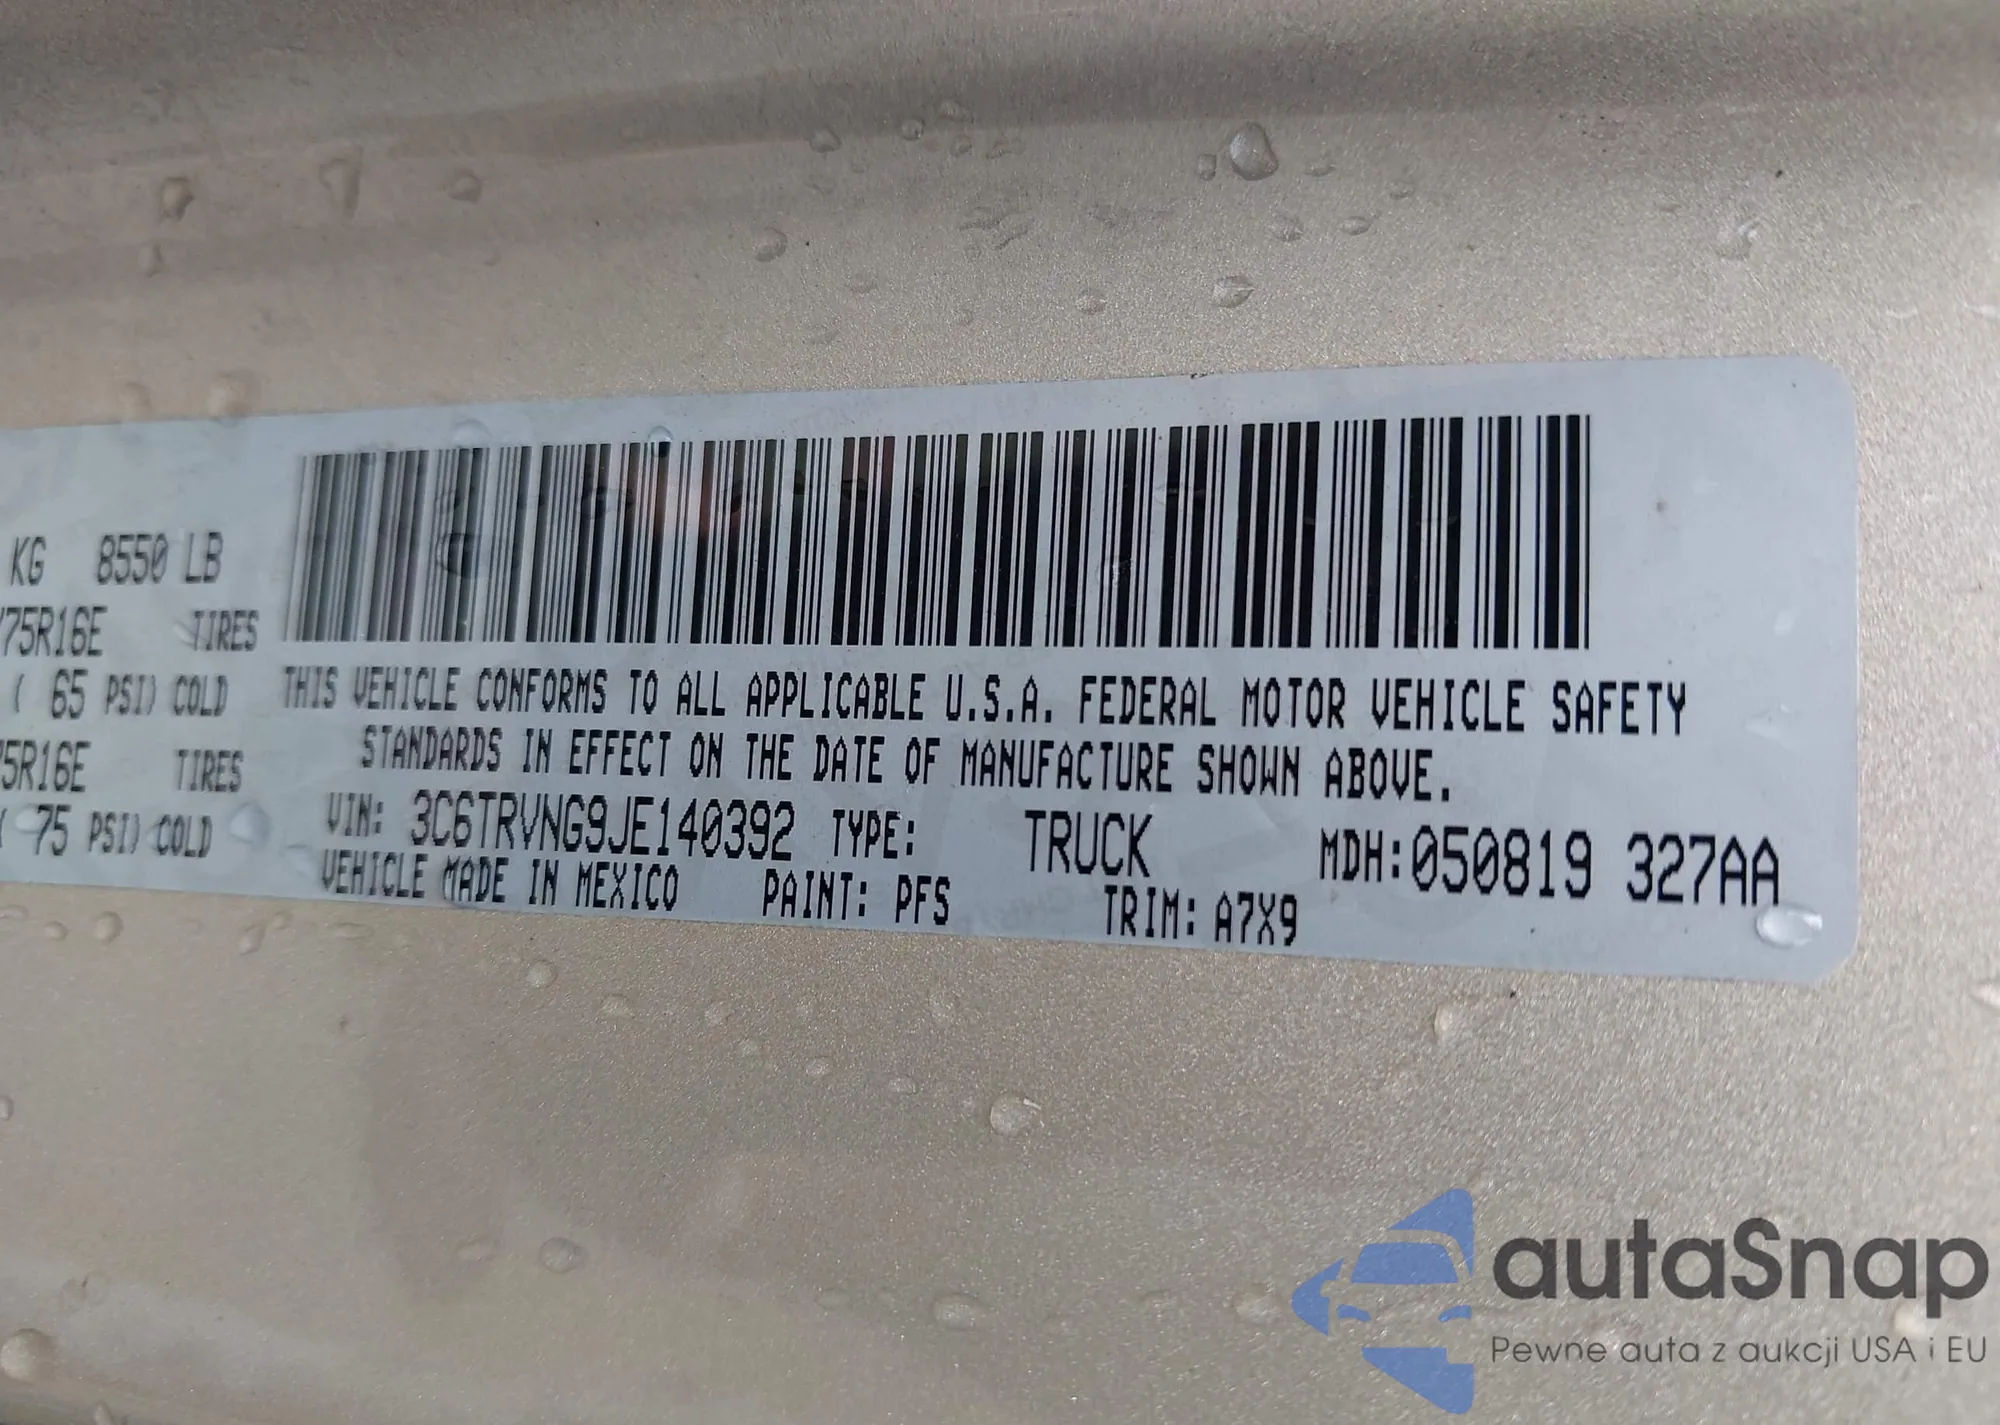 KG 8550 LB
75R16E TIRES
( 65 PSI) COLD
5R16E TIRES
( 75 PSI) COLD
THIS VEHICLE CONFORMS TO ALL APPLICABLE U.S.A. FEDERAL MOTOR VEHICLE SAFETY
STANDARDS IN EFFECT ON THE DATE OF MANUFACTURE SHOWN ABOVE.
VIN: 3C6TRVNG9JE140392 TYPE: TRUCK MDH:050819 327AA
VEHICLE MADE IN MEXICO PAINT: PFS TRIM: A7X9
autaSnap
Pewne auta z aukcji USA i EU